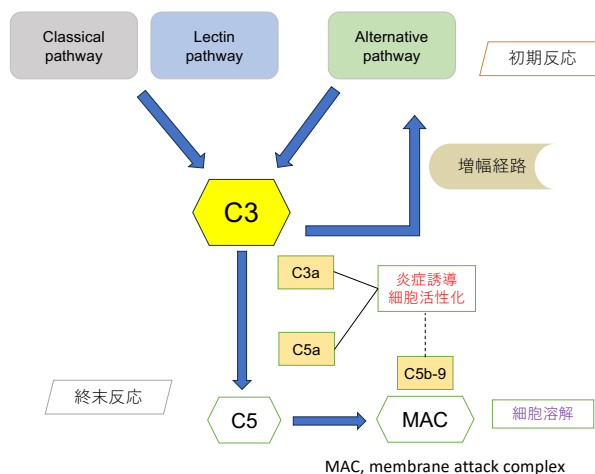 Classical
pathway
Lectin
pathway
Alternative
pathway
初期反応
増幅経路
C3
C3a
炎症誘導
細胞活性化
C5a
C5b-9
終末反応
C5
MAC
細胞溶解
MAC, membrane attack complex